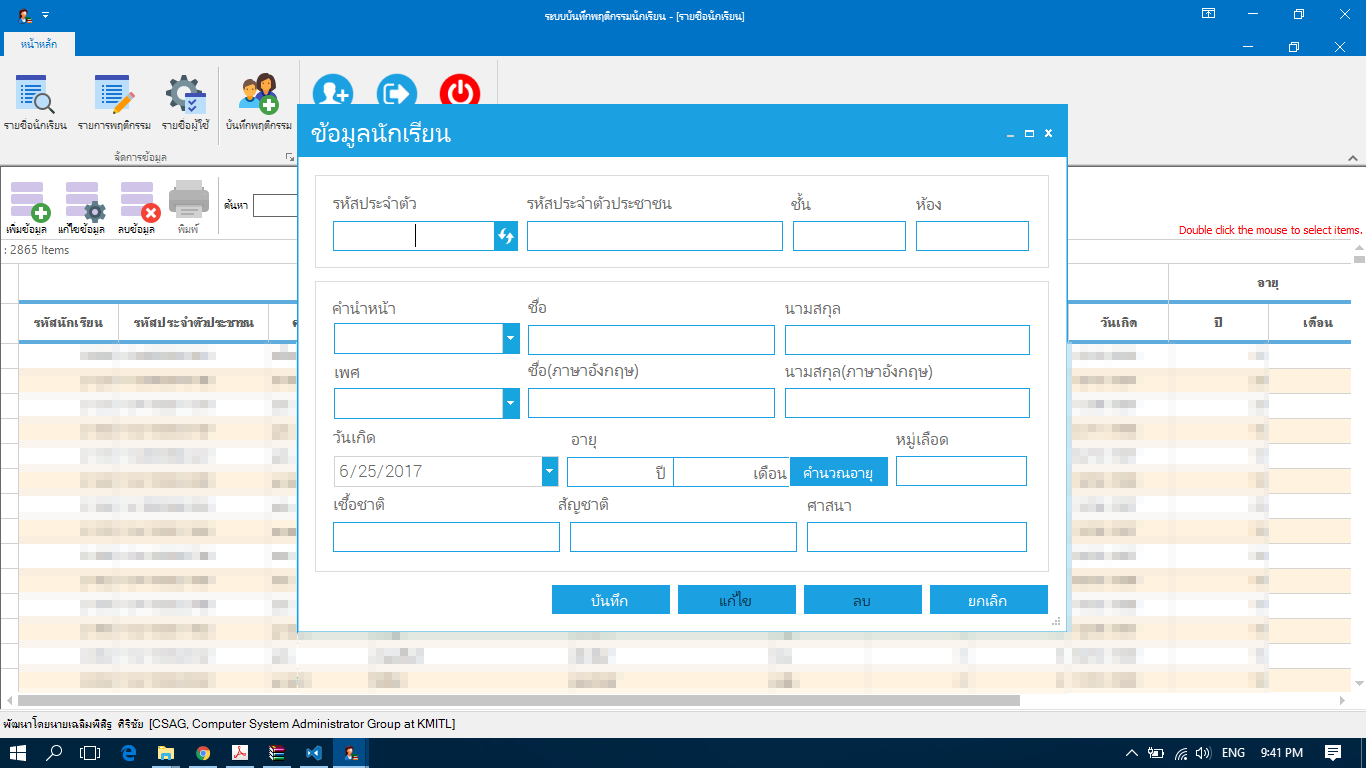 ระบบบันทึกพฤติกรรมนักเรียน - [รายชื่อนักเรียน]
หน้าหลัก
รายชื่อนักเรียน รายการพฤติกรรม รายชื่อผู้ใช้ บันทึกพฤติกรรม
จัดการข้อมูล
ข้อมูลนักเรียน
เพิ่มข้อมูล แก้ไขข้อมูล ลบข้อมูล พิมพ์ ค้นหา
Double click the mouse to select items.
: 2865 Items
รหัสประจำตัว รหัสประจำตัวประชาชน ชั้น ห้อง
อายุ
รหัสนักเรียน รหัสประจำตัวประชาชน วันเกิด ปี เดือน
คำนำหน้า ชื่อ นามสกุล
เพศ ชื่อ(ภาษาอังกฤษ) นามสกุล(ภาษาอังกฤษ)
วันเกิด อายุ หมู่เลือด
6/25/2017 ปี เดือน คำนวณอายุ
เชื้อชาติ สัญชาติ ศาสนา
บันทึก แก้ไข ลบ ยกเลิก
พัฒนาโดยนายเฉลิมพิสิฐ ศิริชัย [CSAG, Computer System Administrator Group at KMITL]
ENG 9:41 PM